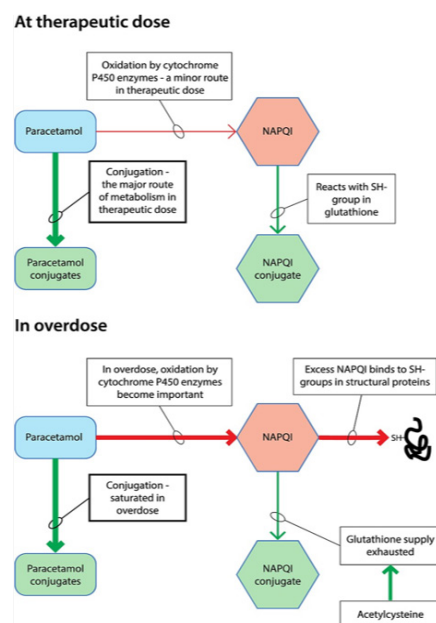 At therapeutic dose
Oxidation by cytochrome
P450 enzymes - a minor route
in therapeutic dose
Paracetamol
NAPQI
Conjugation -
the major route
of metabolism in
therapeutic dose
Reacts with SH-
group in
glutathione
Paracetamol
conjugates
NAPQI
conjugate
In overdose
In overdose, oxidation by
cytochrome P450 enzymes
become important
Excess NAPQI binds to SH-
groups in structural proteins
Paracetamol
NAPQI
SH-
Conjugation -
saturated in
overdose
Glutathione supply
exhausted
Paracetamol
conjugates
NAPQI
conjugate
Acetylcysteine